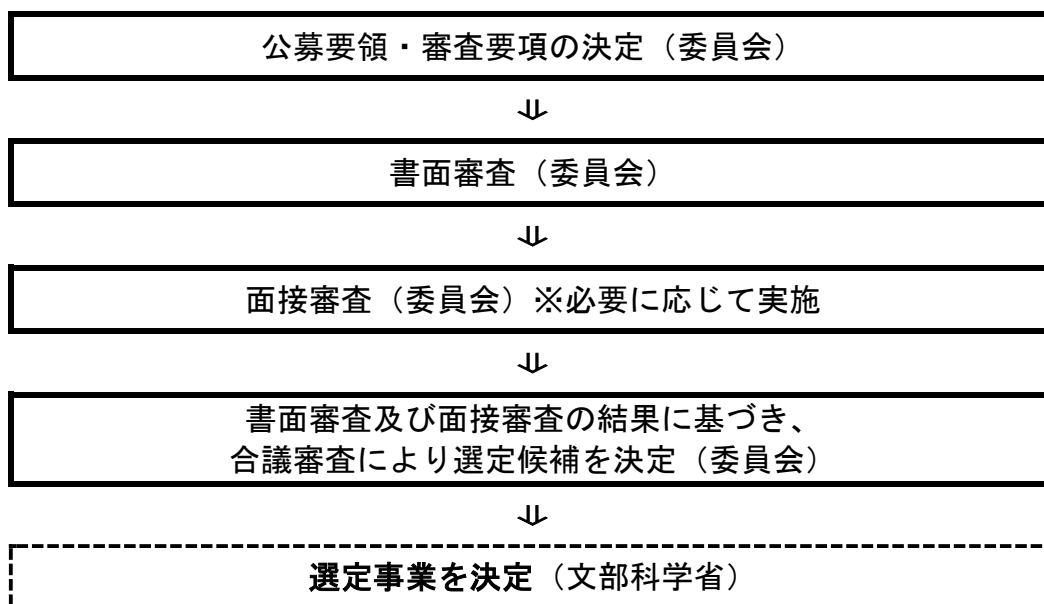 公募要領・審査要項の決定（委員会）
⇓
書面審査（委員会）
⇓
面接審査（委員会）※必要に応じて実施
⇓
書面審査及び面接審査の結果に基づき、
合議審査により選定候補を決定（委員会）
⇓
選定事業を決定（文部科学省）